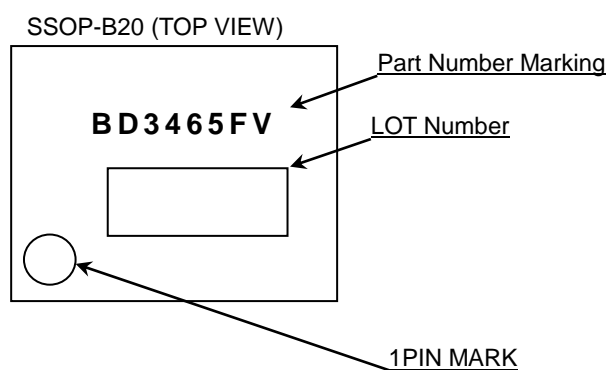 SSOP-B20 (TOP VIEW)
Part Number Marking
BD3465FV
LOT Number
1PIN MARK